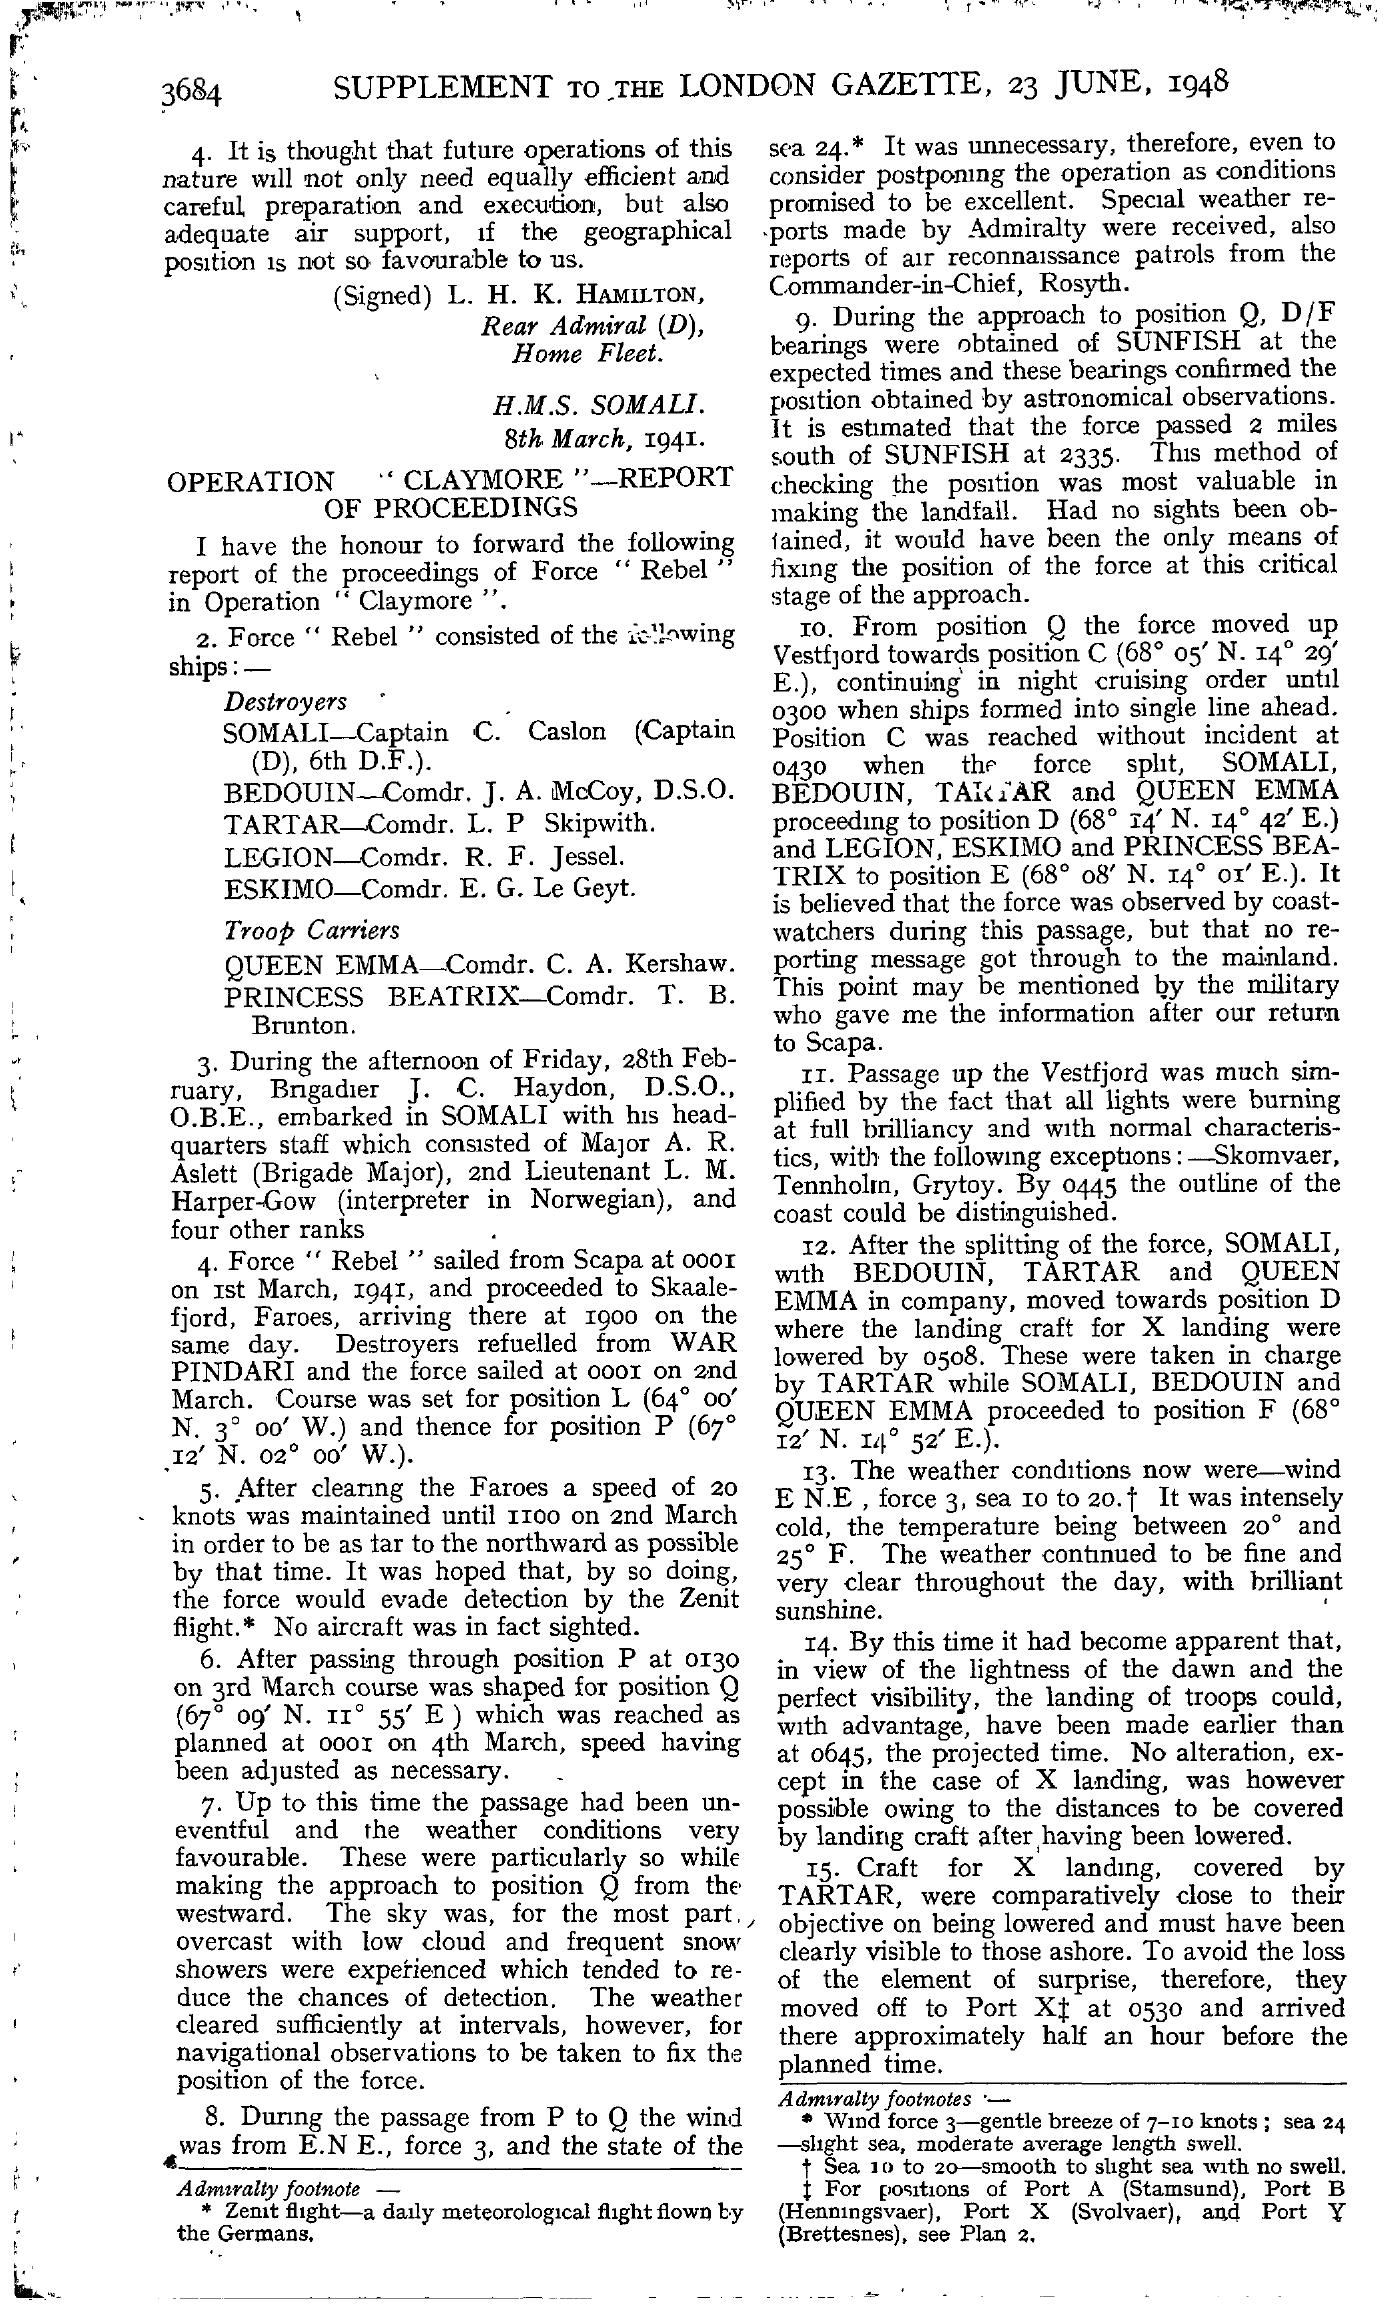 3684 SUPPLEMENT TO THE LONDON GAZETTE, 23 JUNE, 1948
4. It is thought that future operations of this
nature will not only need equally efficient and
careful preparation and execution, but also
adequate air support, if the geographical
position is not so favourable to us.
(Signed) L. H. K. HAMILTON,
Rear Admiral (D),
Home Fleet.
H.M.S. SOMALI.
8th March, 1941.
OPERATION "CLAYMORE"—REPORT
OF PROCEEDINGS
I have the honour to forward the following
report of the proceedings of Force "Rebel"
in Operation "Claymore".
2. Force "Rebel" consisted of the following
ships:—
Destroyers
SOMALI—Captain C. Caslon (Captain
(D), 6th D.F.).
BEDOUIN—Comdr. J. A. McCoy, D.S.O.
TARTAR—Comdr. L. P Skipwith.
LEGION—Comdr. R. F. Jessel.
ESKIMO—Comdr. E. G. Le Geyt.
Troop Carriers
QUEEN EMMA—Comdr. C. A. Kershaw.
PRINCESS BEATRIX—Comdr. T. B.
Brunton.
3. During the afternoon of Friday, 28th Feb-
ruary, Brigadier J. C. Haydon, D.S.O.,
O.B.E., embarked in SOMALI with his head-
quarters staff which consisted of Major A. R.
Aslett (Brigade Major), 2nd Lieutenant L. M.
Harper-Gow (interpreter in Norwegian), and
four other ranks
4. Force "Rebel" sailed from Scapa at 0001
on 1st March, 1941, and proceeded to Skaale-
fjord, Faroes, arriving there at 1900 on the
same day. Destroyers refuelled from WAR
PINDARI and the force sailed at 0001 on 2nd
March. Course was set for position L (64° 00′
N. 3° 00′ W.) and thence for position P (67°
12′ N. 02° 00′ W.).
5. After clearing the Faroes a speed of 20
knots was maintained until 1100 on 2nd March
in order to be as far to the northward as possible
by that time. It was hoped that, by so doing,
the force would evade detection by the Zenit
flight.* No aircraft was in fact sighted.
6. After passing through position P at 0130
on 3rd March course was shaped for position Q
(67° 09′ N. 11° 55′ E ) which was reached as
planned at 0001 on 4th March, speed having
been adjusted as necessary.
7. Up to this time the passage had been un-
eventful and the weather conditions very
favourable. These were particularly so while
making the approach to position Q from the
westward. The sky was, for the most part,
overcast with low cloud and frequent snow
showers were experienced which tended to re-
duce the chances of detection. The weather
cleared sufficiently at intervals, however, for
navigational observations to be taken to fix the
position of the force.
8. During the passage from P to Q the wind
was from E.N E., force 3, and the state of the
Admiralty footnote —
* Zenit flight—a daily meteorological flight flown by
the Germans.
sea 24.* It was unnecessary, therefore, even to
consider postponing the operation as conditions
promised to be excellent. Special weather re-
ports made by Admiralty were received, also
reports of air reconnaissance patrols from the
Commander-in-Chief, Rosyth.
9. During the approach to position Q, D/F
bearings were obtained of SUNFISH at the
expected times and these bearings confirmed the
position obtained by astronomical observations.
It is estimated that the force passed 2 miles
south of SUNFISH at 2335. This method of
checking the position was most valuable in
making the landfall. Had no sights been ob-
tained, it would have been the only means of
fixing the position of the force at this critical
stage of the approach.
10. From position Q the force moved up
Vestfjord towards position C (68° 05′ N. 14° 29′
E.), continuing in night cruising order until
0300 when ships formed into single line ahead.
Position C was reached without incident at
0430 when the force split, SOMALI,
BEDOUIN, TARTAR and QUEEN EMMA
proceeding to position D (68° 14′ N. 14° 42′ E.)
and LEGION, ESKIMO and PRINCESS BEA-
TRIX to position E (68° 08′ N. 14° 01′ E.). It
is believed that the force was observed by coast-
watchers during this passage, but that no re-
porting message got through to the mainland.
This point may be mentioned by the military
who gave me the information after our return
to Scapa.
11. Passage up the Vestfjord was much sim-
plified by the fact that all lights were burning
at full brilliancy and with normal characteris-
tics, with the following exceptions:—Skomvaer,
Tennholm, Grytoy. By 0445 the outline of the
coast could be distinguished.
12. After the splitting of the force, SOMALI,
with BEDOUIN, TARTAR and QUEEN
EMMA in company, moved towards position D
where the landing craft for X landing were
lowered by 0508. These were taken in charge
by TARTAR while SOMALI, BEDOUIN and
QUEEN EMMA proceeded to position F (68°
12′ N. 14° 52′ E.).
13. The weather conditions now were—wind
E N.E , force 3, sea 10 to 20.† It was intensely
cold, the temperature being between 20° and
25° F. The weather continued to be fine and
very clear throughout the day, with brilliant
sunshine.
14. By this time it had become apparent that,
in view of the lightness of the dawn and the
perfect visibility, the landing of troops could,
with advantage, have been made earlier than
at 0645, the projected time. No alteration, ex-
cept in the case of X landing, was however
possible owing to the distances to be covered
by landing craft after having been lowered.
15. Craft for X landing, covered by
TARTAR, were comparatively close to their
objective on being lowered and must have been
clearly visible to those ashore. To avoid the loss
of the element of surprise, therefore, they
moved off to Port X‡ at 0530 and arrived
there approximately half an hour before the
planned time.
Admiralty footnotes :—
* Wind force 3—gentle breeze of 7-10 knots; sea 24
—slight sea, moderate average length swell.
† Sea 10 to 20—smooth to slight sea with no swell.
‡ For positions of Port A (Stamsund), Port B
(Henningsvaer), Port X (Svolvaer), and Port Y
(Brettesnes), see Plan 2.